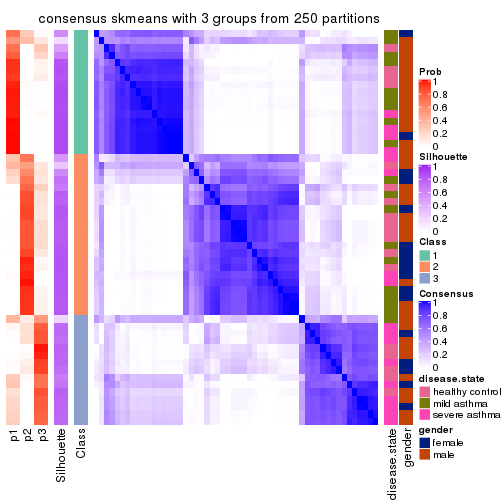 consensus skmeans with 3 groups from 250 partitions
Prob
1
0.8
0.6
0.4
0.2
0
Silhouette
1
0.8
0.6
0.4
0.2
0
Class
1
2
3
Consensus
1
0.8
0.6
0.4
0.2
0
disease.state
healthy control
mild asthma
severe asthma
gender
female
male
p1
p2
p3
Silhouette
Class
disease.state
gender